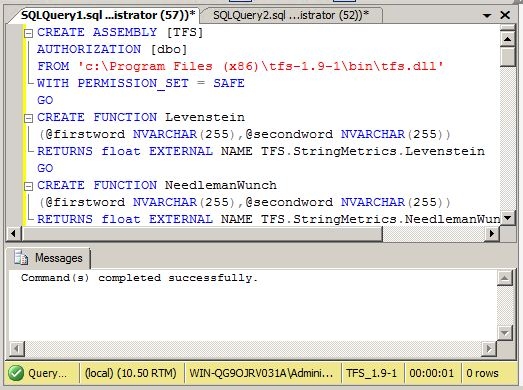 SQLQuery1.sql ...istrator (57))* SQLQuery2.sql ...istrator (52))*
CREATE ASSEMBLY [TFS]
AUTHORIZATION [dbo]
FROM 'c:\Program Files (x86)\tfs-1.9-1\bin\tfs.dll'
WITH PERMISSION_SET = SAFE
GO
CREATE FUNCTION Levenstein
(@firstword NVARCHAR(255),@secondword NVARCHAR(255))
RETURNS float EXTERNAL NAME TFS.StringMetrics.Levenstein
GO
CREATE FUNCTION NeedlemanWunch
(@firstword NVARCHAR(255),@secondword NVARCHAR(255))
RETURNS float EXTERNAL NAME TFS.StringMetrics.NeedlemanWun
Messages
Command(s) completed successfully.
Query... (local) (10.50 RTM) WIN-QG9OJRV031A\Admini... TFS_1.9-1 00:00:01 0 rows